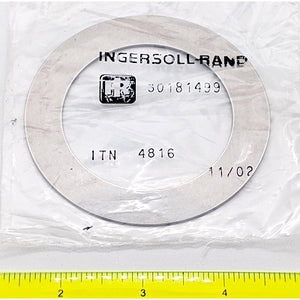 INGERSOLL-RAND
IR 30181499
ITN 4816
11/02
2 3 4